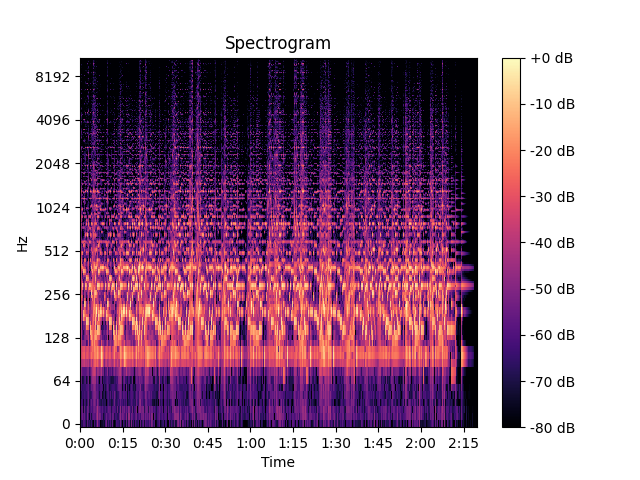 Spectrogram
Hz
8192
4096
2048
1024
512
256
128
64
0
0:00 0:15 0:30 0:45 1:00 1:15 1:30 1:45 2:00 2:15
Time
+0 dB
-10 dB
-20 dB
-30 dB
-40 dB
-50 dB
-60 dB
-70 dB
-80 dB